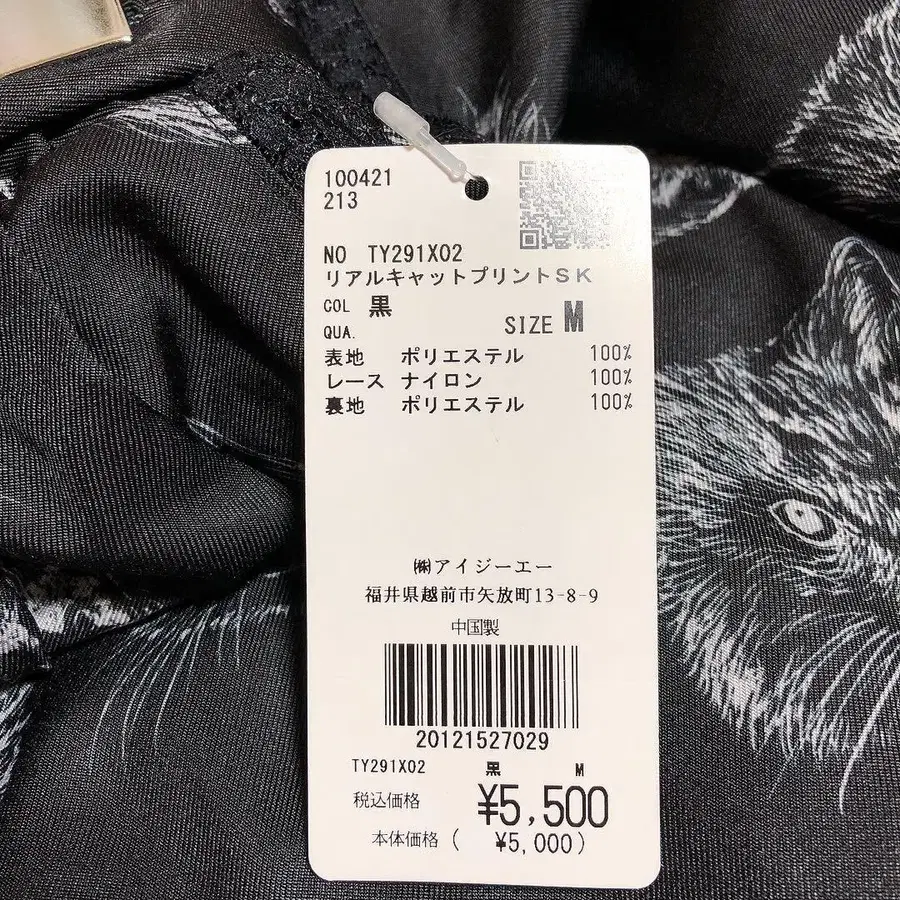 100421
213
NO TY291X02
リアルキャットプリントSK
COL 黒
QUA. SIZE M
表地 ポリエステル 100%
レース ナイロン 100%
裏地 ポリエステル 100%
㈱アイジーエー
福井県越前市矢放町13-8-9
中国製
20121527029
TY291X02 黒 M
税込価格 ¥5,500
本体価格 ( ¥5,000)